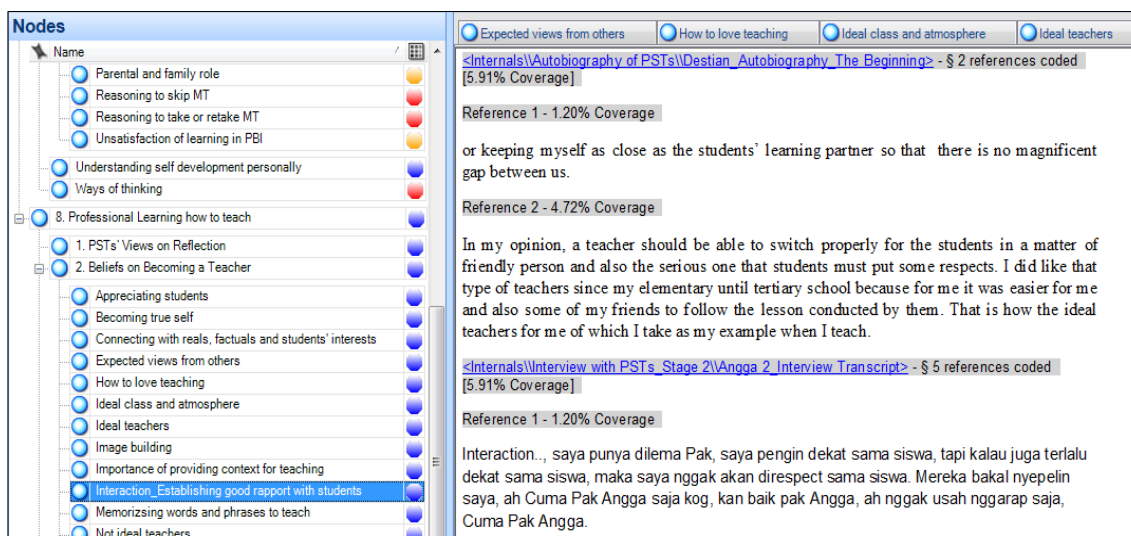 Nodes
Name
Parental and family role
Reasoning to skip MT
Reasoning to take or retake MT
Unsatisfaction of learning in PBI
Understanding self development personally
Ways of thinking
8. Professional Learning how to teach
1. PSTs' Views on Reflection
2. Beliefs on Becoming a Teacher
Appreciating students
Becoming true self
Connecting with reals, factuals and students' interests
Expected views from others
How to love teaching
Ideal class and atmosphere
Ideal teachers
Image building
Importance of providing context for teaching
Interaction_Establishing good rapport with students
Memorizsing words and phrases to teach
Not ideal teachers
Expected views from others
How to love teaching
Ideal class and atmosphere
Ideal teachers
<Internals\\Autobiography of PSTs\\Destian_Autobiography_The Beginning> - § 2 references coded
[5.91% Coverage]
Reference 1 - 1.20% Coverage
or keeping myself as close as the students’ learning partner so that there is no magnificent
gap between us.
Reference 2 - 4.72% Coverage
In my opinion, a teacher should be able to switch properly for the students in a matter of
friendly person and also the serious one that students must put some respects. I did like that
type of teachers since my elementary until tertiary school because for me it was easier for me
and also some of my friends to follow the lesson conducted by them. That is how the ideal
teachers for me of which I take as my example when I teach.
<Internals\\Interview with PSTs_Stage 2\\Angga 2_Interview Transcript> - § 5 references coded
[5.91% Coverage]
Reference 1 - 1.20% Coverage
Interaction.., saya punya dilema Pak, saya pengin dekat sama siswa, tapi kalau juga terlalu
dekat sama siswa, maka saya nggak akan direspect sama siswa. Mereka bakal nyepelin
saya, ah Cuma Pak Angga saja kog, kan baik pak Angga, ah nggak usah nggarap saja,
Cuma Pak Angga.